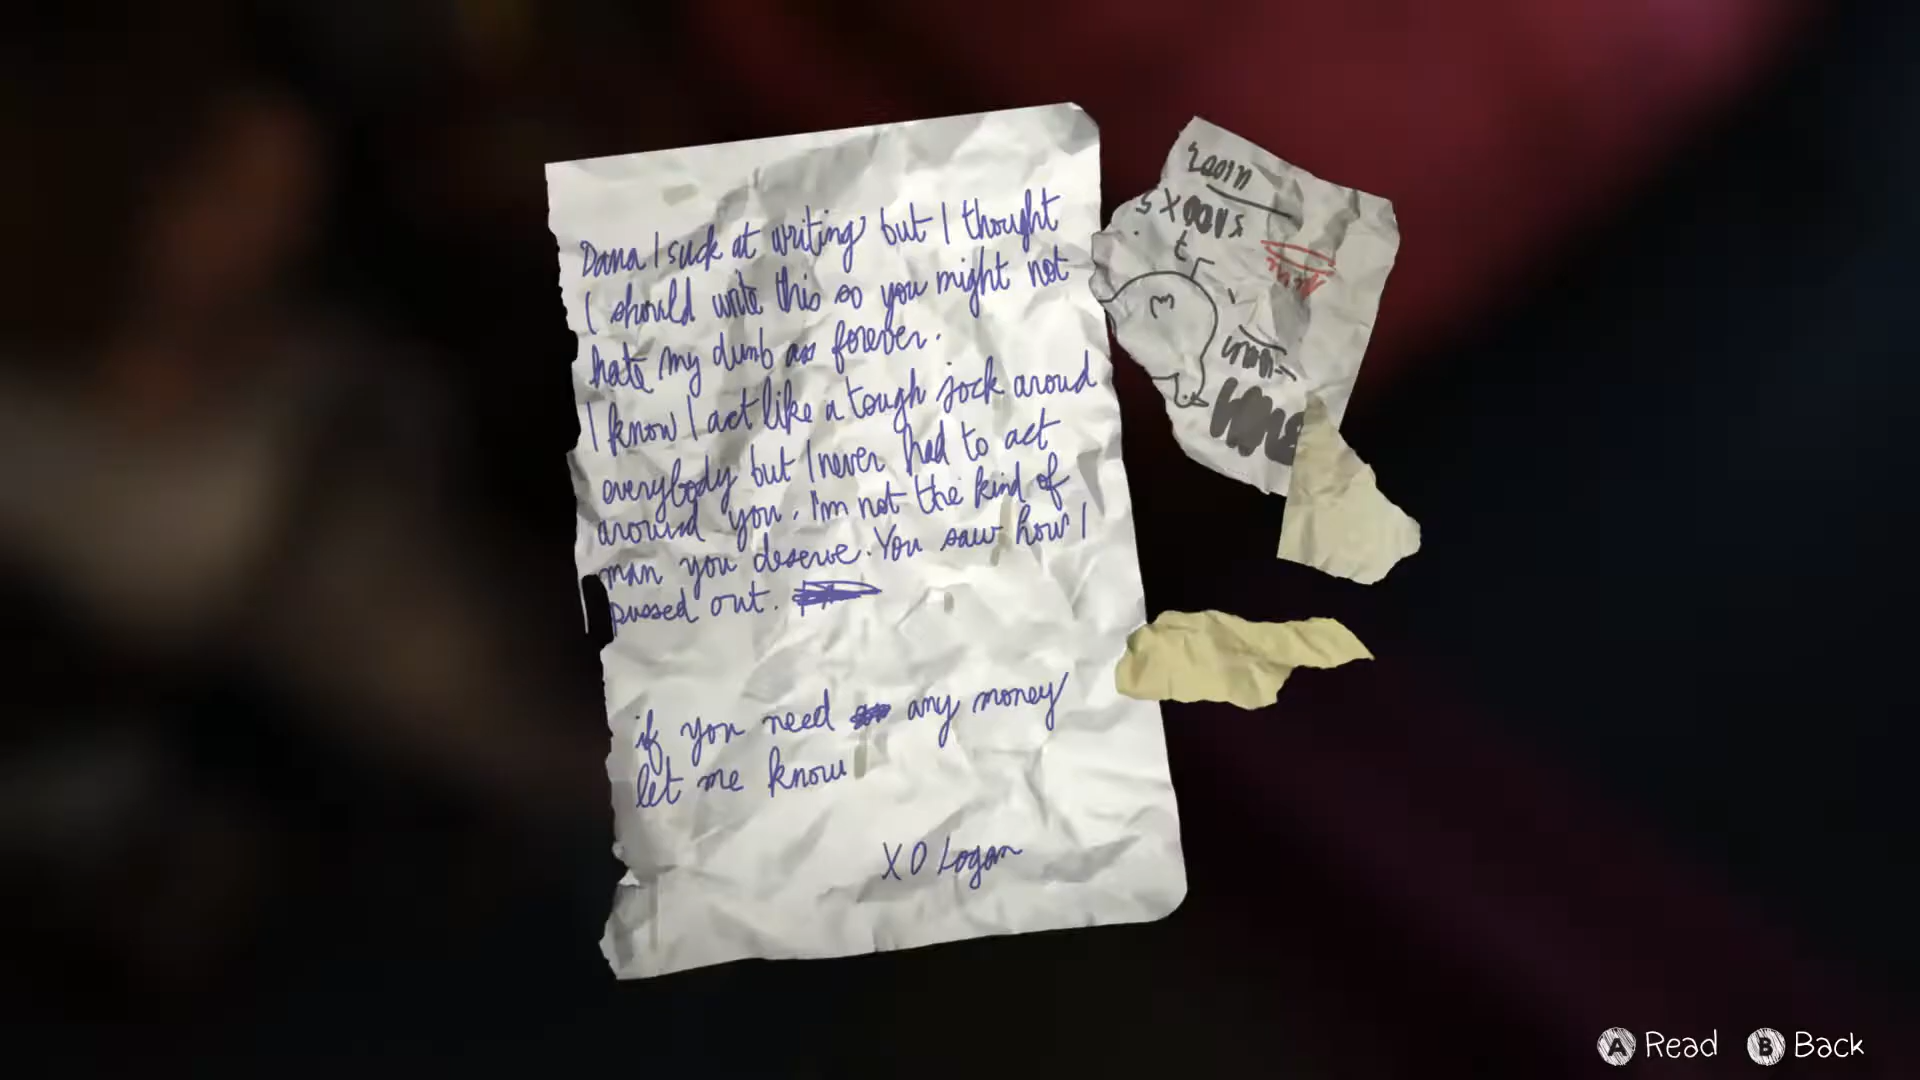 Dana I suck at writing but I thought
I should write this so you might not
hate my dumb ass forever.
I know I act like a tough jock aroud
everybody but I never had to act
around you. I'm not the kind of
man you deserve. You saw how I
pussed out.
if you need any money
let me know
XO Logan
Read
Back